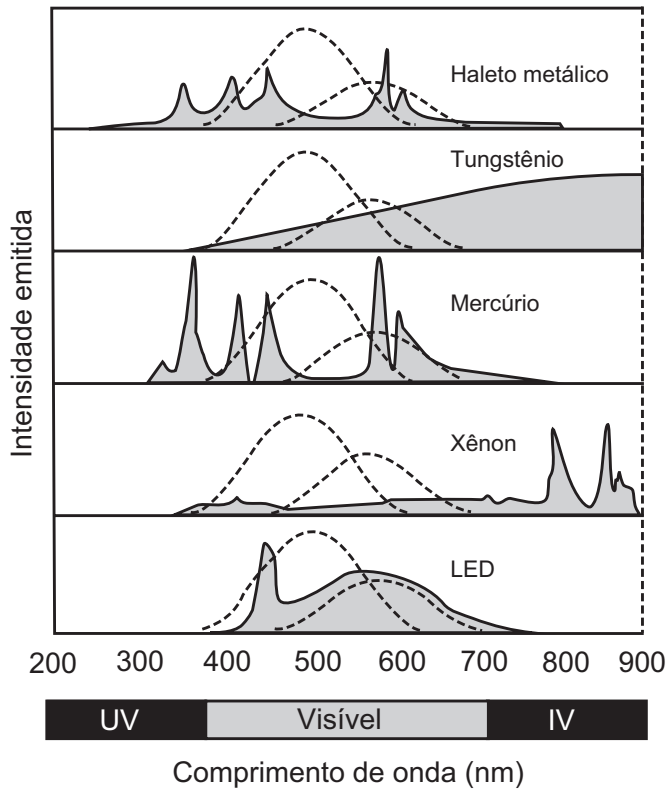 Haleto metálico
Tungstênio
Mercúrio
Xênon
LED
Intensidade emitida
200 300 400 500 600 700 800 900
UV Visível IV
Comprimento de onda (nm)